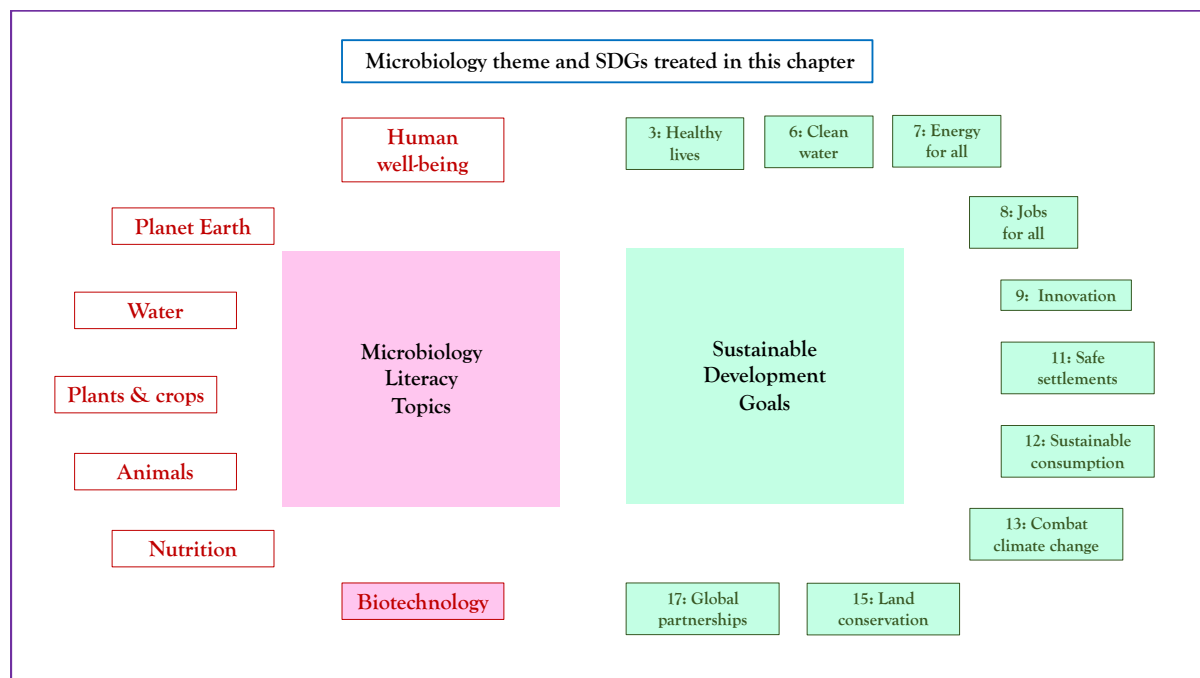 Microbiology theme and SDGs treated in this chapter
Human
well-being
Planet Earth
Water
Plants & crops
Animals
Nutrition
Biotechnology
Microbiology
Literacy
Topics
Sustainable
Development
Goals
3: Healthy
lives
6: Clean
water
7: Energy
for all
8: Jobs
for all
9: Innovation
11: Safe
settlements
12: Sustainable
consumption
13: Combat
climate change
15: Land
conservation
17: Global
partnerships